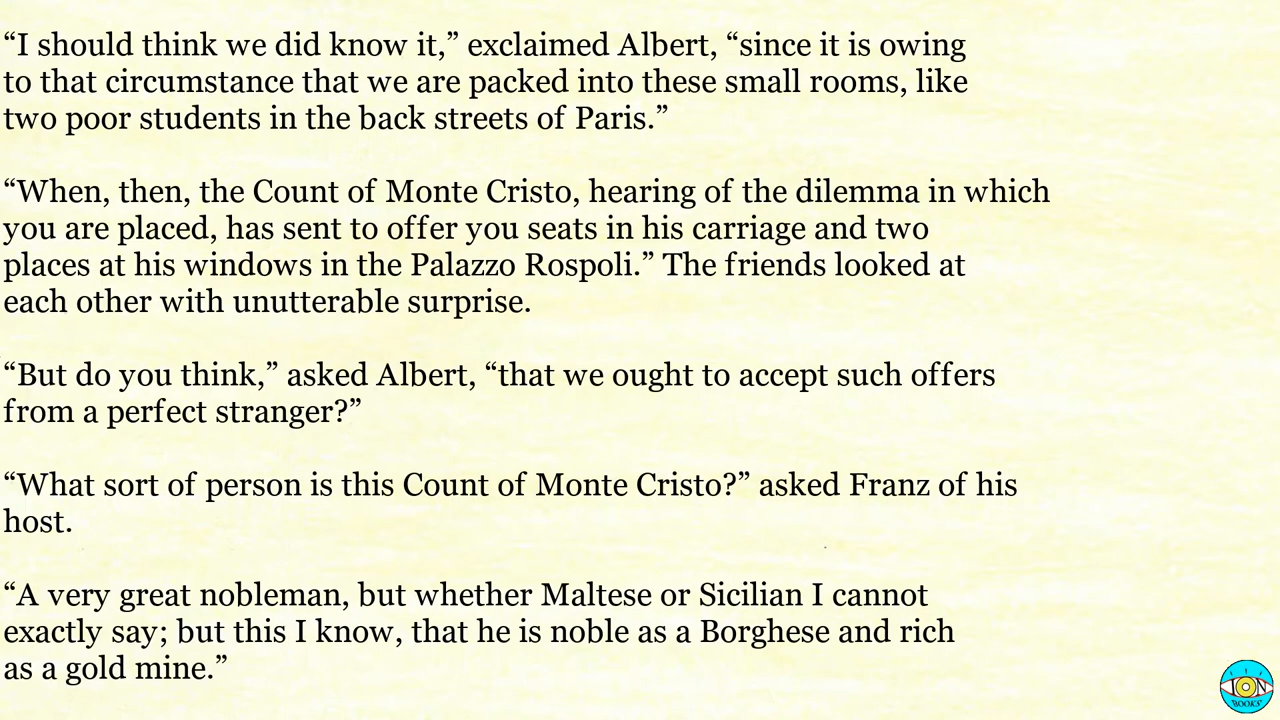 “I should think we did know it,” exclaimed Albert, “since it is owing
to that circumstance that we are packed into these small rooms, like
two poor students in the back streets of Paris.”
“When, then, the Count of Monte Cristo, hearing of the dilemma in which
you are placed, has sent to offer you seats in his carriage and two
places at his windows in the Palazzo Rospoli.” The friends looked at
each other with unutterable surprise.
“But do you think,” asked Albert, “that we ought to accept such offers
from a perfect stranger?”
“What sort of person is this Count of Monte Cristo?” asked Franz of his
host.
“A very great nobleman, but whether Maltese or Sicilian I cannot
exactly say; but this I know, that he is noble as a Borghese and rich
as a gold mine.”
ION
BOOKS